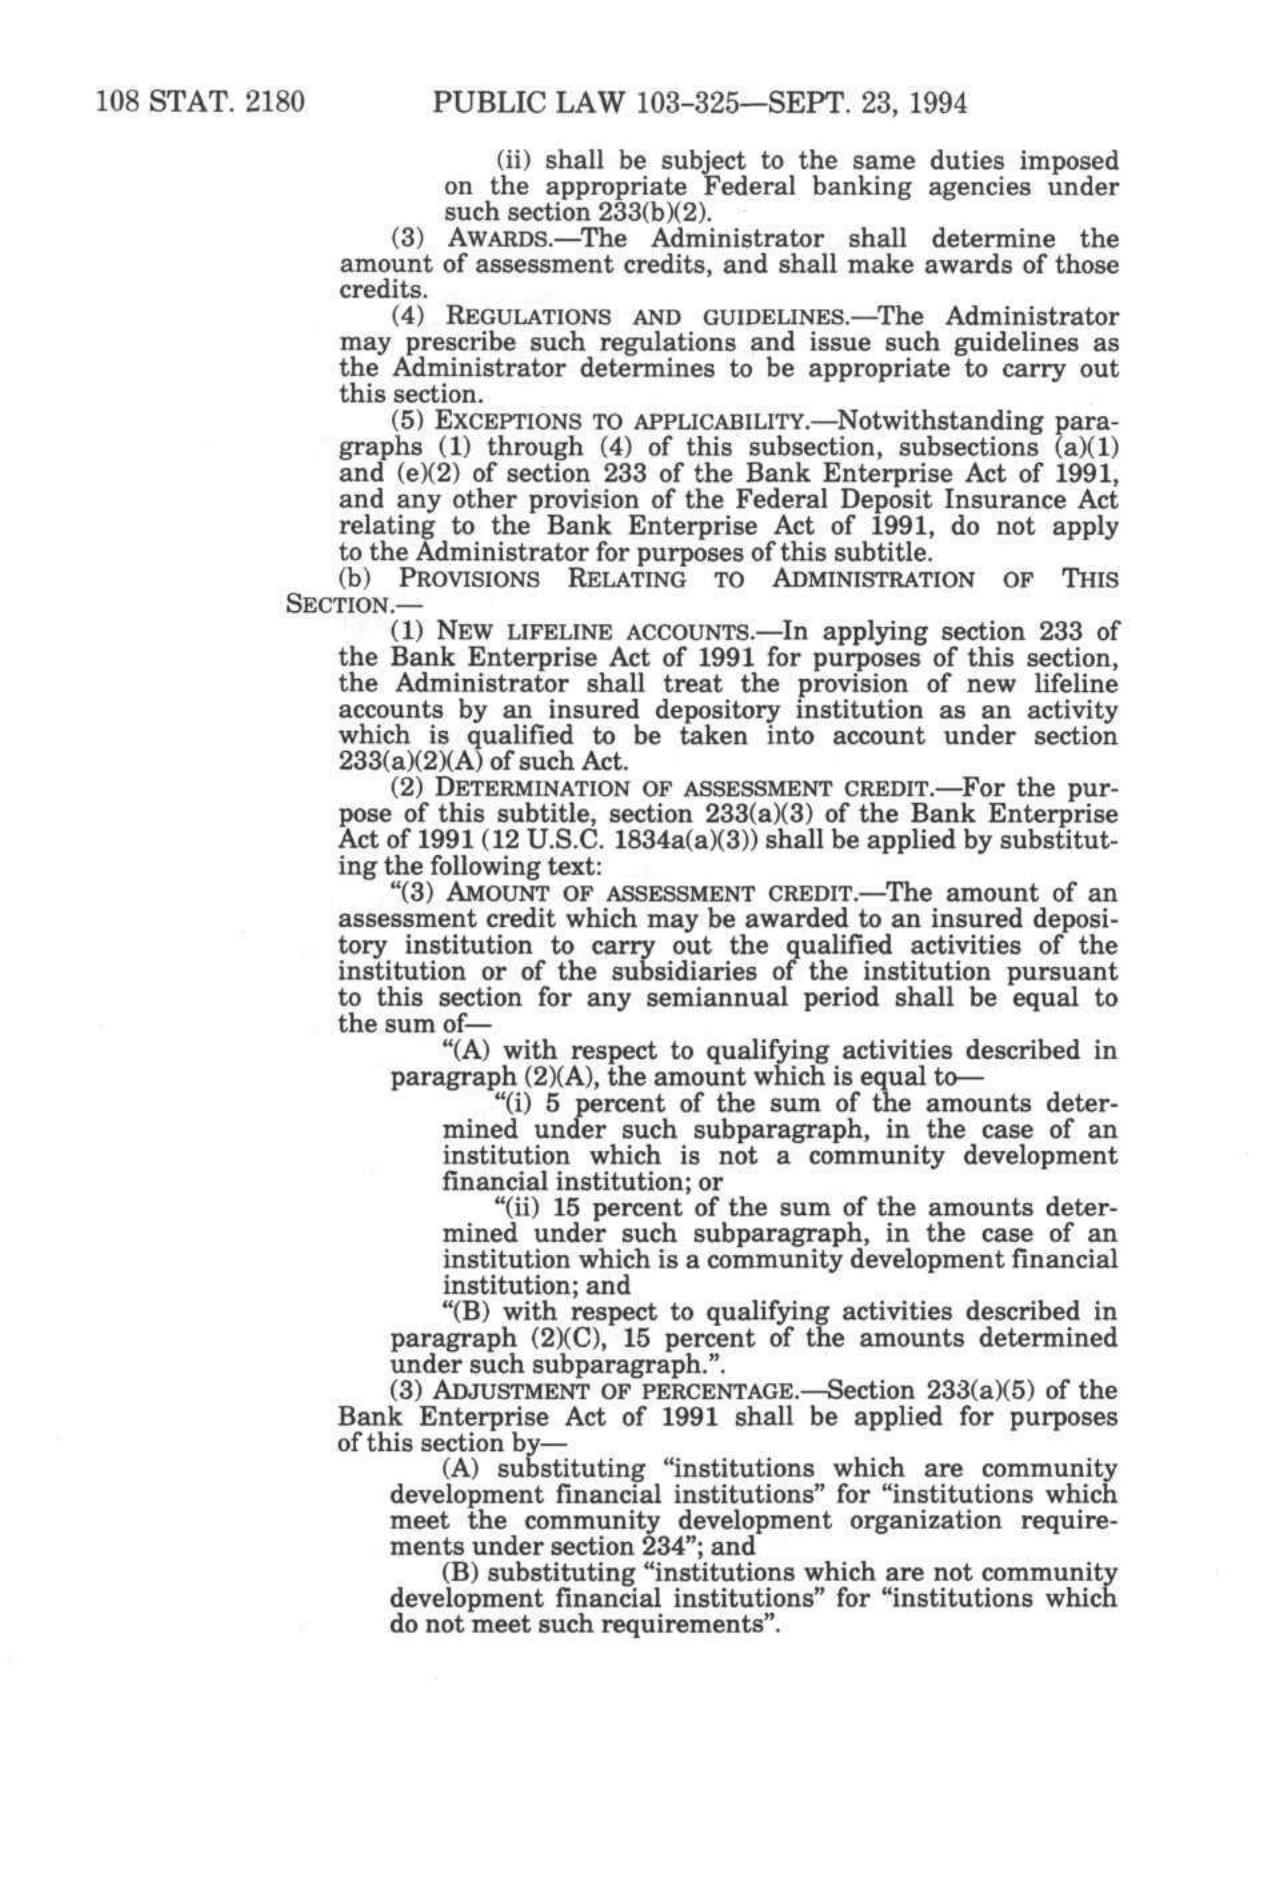 108 STAT. 2180 PUBLIC LAW 103–325—SEPT. 23, 1994
(ii) shall be subject to the same duties imposed
on the appropriate Federal banking agencies under
such section 233(b)(2).
(3) AWARDS.—The Administrator shall determine the
amount of assessment credits, and shall make awards of those
credits.
(4) REGULATIONS AND GUIDELINES.—The Administrator
may prescribe such regulations and issue such guidelines as
the Administrator determines to be appropriate to carry out
this section.
(5) EXCEPTIONS TO APPLICABILITY.—Notwithstanding para-
graphs (1) through (4) of this subsection, subsections (a)(1)
and (e)(2) of section 233 of the Bank Enterprise Act of 1991,
and any other provision of the Federal Deposit Insurance Act
relating to the Bank Enterprise Act of 1991, do not apply
to the Administrator for purposes of this subtitle.
(b) PROVISIONS RELATING TO ADMINISTRATION OF THIS
SECTION.—
(1) NEW LIFELINE ACCOUNTS.—In applying section 233 of
the Bank Enterprise Act of 1991 for purposes of this section,
the Administrator shall treat the provision of new lifeline
accounts by an insured depository institution as an activity
which is qualified to be taken into account under section
233(a)(2)(A) of such Act.
(2) DETERMINATION OF ASSESSMENT CREDIT.—For the pur-
pose of this subtitle, section 233(a)(3) of the Bank Enterprise
Act of 1991 (12 U.S.C. 1834a(a)(3)) shall be applied by substitut-
ing the following text:
“(3) AMOUNT OF ASSESSMENT CREDIT.—The amount of an
assessment credit which may be awarded to an insured deposi-
tory institution to carry out the qualified activities of the
institution or of the subsidiaries of the institution pursuant
to this section for any semiannual period shall be equal to
the sum of—
“(A) with respect to qualifying activities described in
paragraph (2)(A), the amount which is equal to—
“(i) 5 percent of the sum of the amounts deter-
mined under such subparagraph, in the case of an
institution which is not a community development
financial institution; or
“(ii) 15 percent of the sum of the amounts deter-
mined under such subparagraph, in the case of an
institution which is a community development financial
institution; and
“(B) with respect to qualifying activities described in
paragraph (2)(C), 15 percent of the amounts determined
under such subparagraph.”.
(3) ADJUSTMENT OF PERCENTAGE.—Section 233(a)(5) of the
Bank Enterprise Act of 1991 shall be applied for purposes
of this section by—
(A) substituting “institutions which are community
development financial institutions” for “institutions which
meet the community development organization require-
ments under section 234”; and
(B) substituting “institutions which are not community
development financial institutions” for “institutions which
do not meet such requirements”.